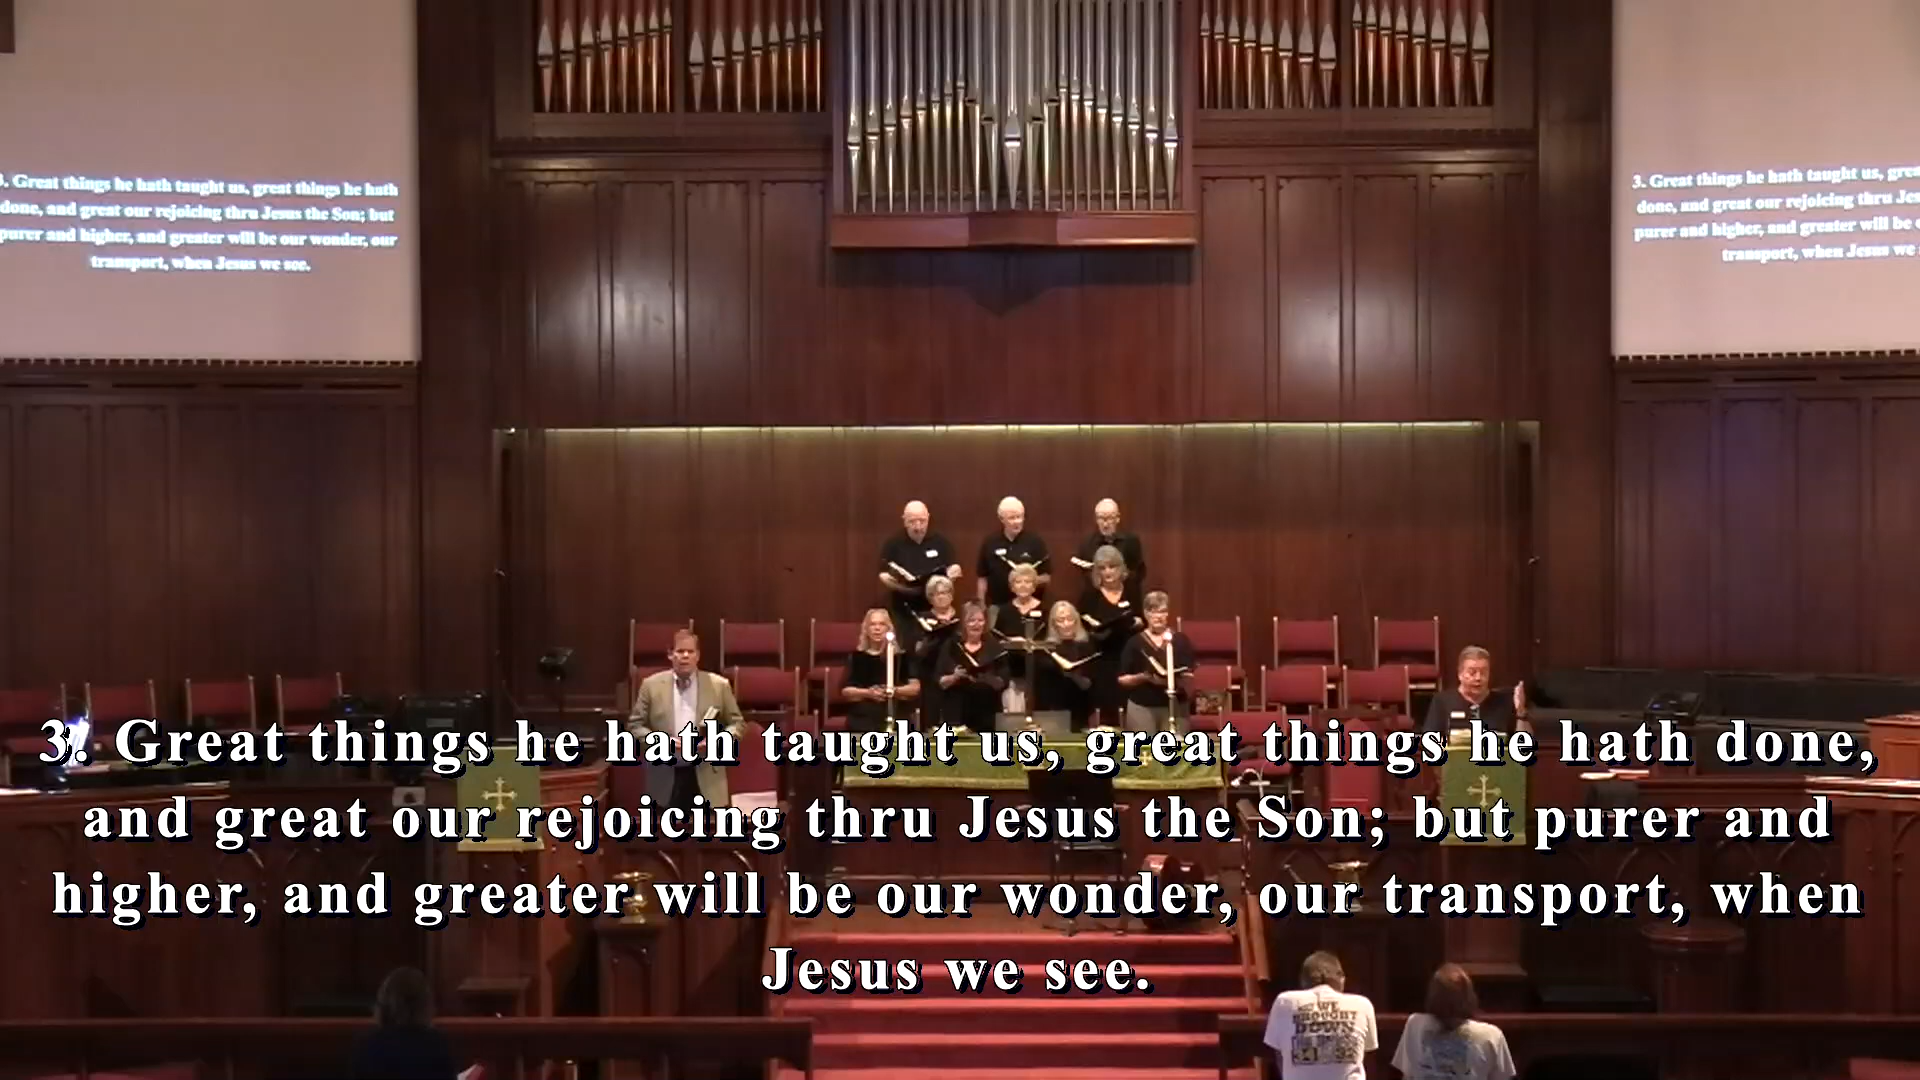 3. Great things he hath taught us, great things he hath
done, and great our rejoicing thru Jesus the Son; but
purer and higher, and greater will be our wonder, our
transport, when Jesus we see.
3. Great things he hath taught us,
done, and great our rejoicing thru
purer and higher, and greater will be
transport, when Jesus we
3. Great things he hath taught us, great things he hath done,
and great our rejoicing thru Jesus the Son; but purer and
higher, and greater will be our wonder, our transport, when
Jesus we see.
WE
THOUGHT
DOWN